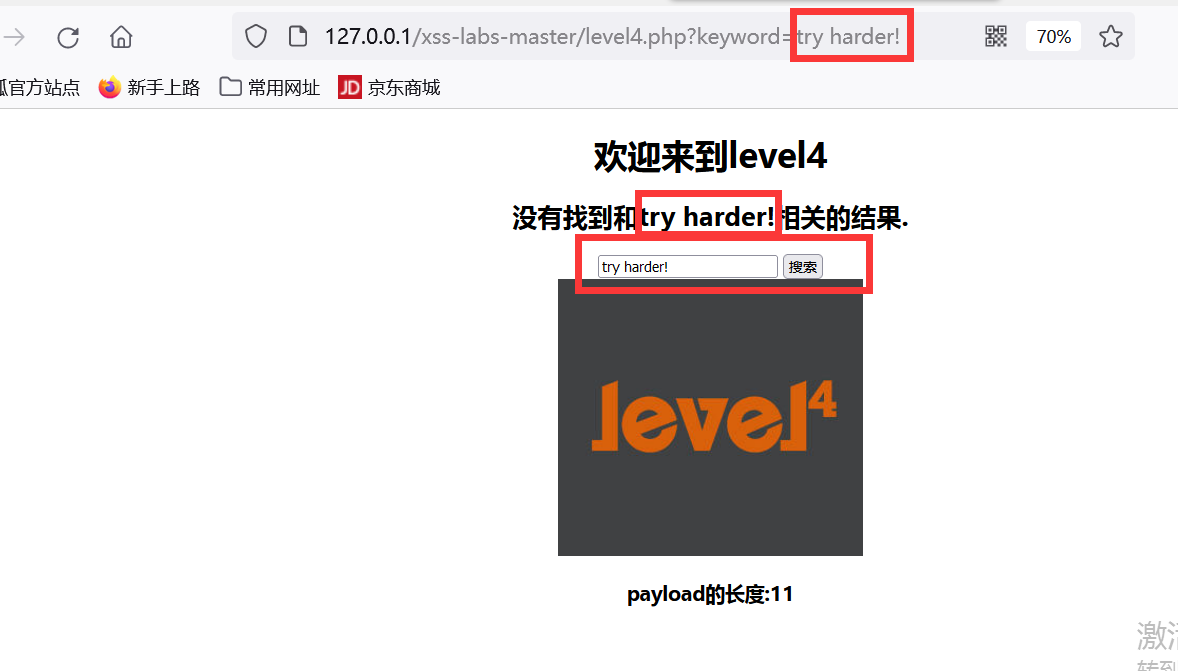 127.0.0.1/xss-labs-master/level4.php?keyword=try harder!
70%
官方站点 新手上路 常用网址 JD 京东商城
欢迎来到level4
没有找到和try harder!相关的结果.
try harder! 搜索
level4
payload的长度:11
激
转到